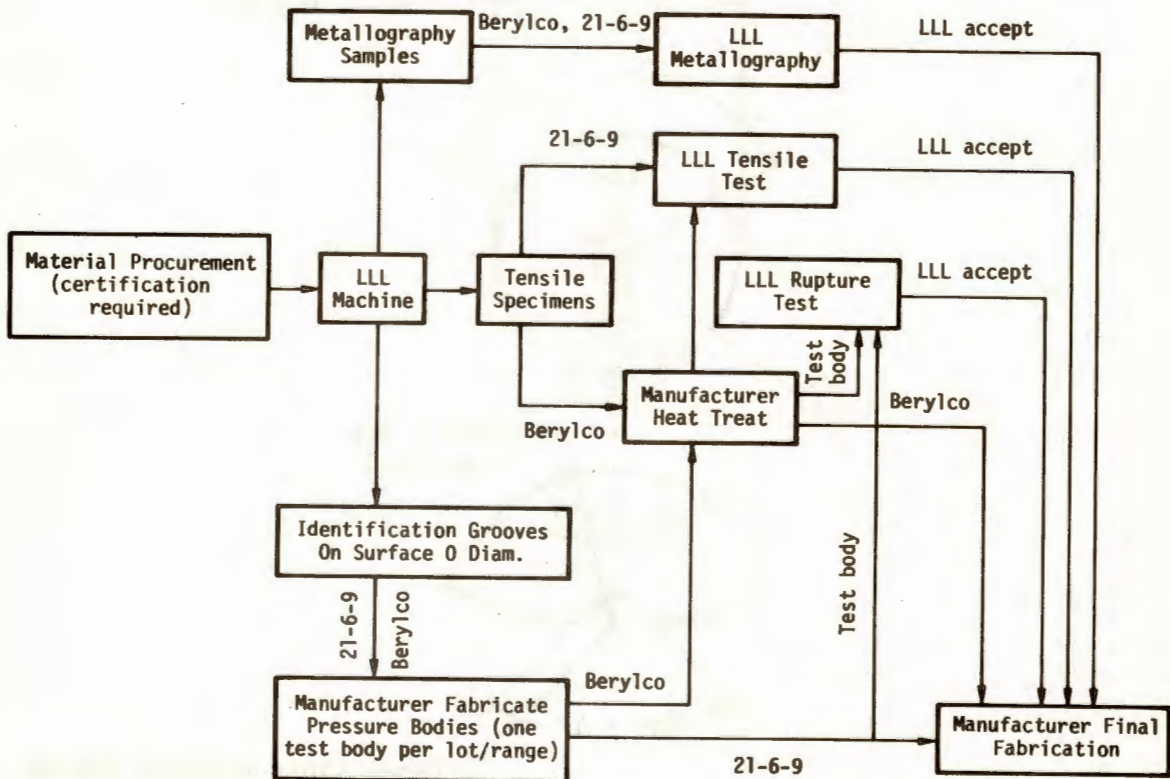 Metallography
Samples
Berylco, 21-6-9
LLL
Metallography
LLL accept
21-6-9
LLL Tensile
Test
LLL accept
Material Procurement
(certification
required)
LLL
Machine
Tensile
Specimens
LLL Rupture
Test
LLL accept
Test
body
Manufacturer
Heat Treat
Berylco
Berylco
Identification Grooves
On Surface O Diam.
21-6-9
Berylco
Test body
Manufacturer Fabricate
Pressure Bodies (one
test body per lot/range)
Berylco
21-6-9
Manufacturer Final
Fabrication